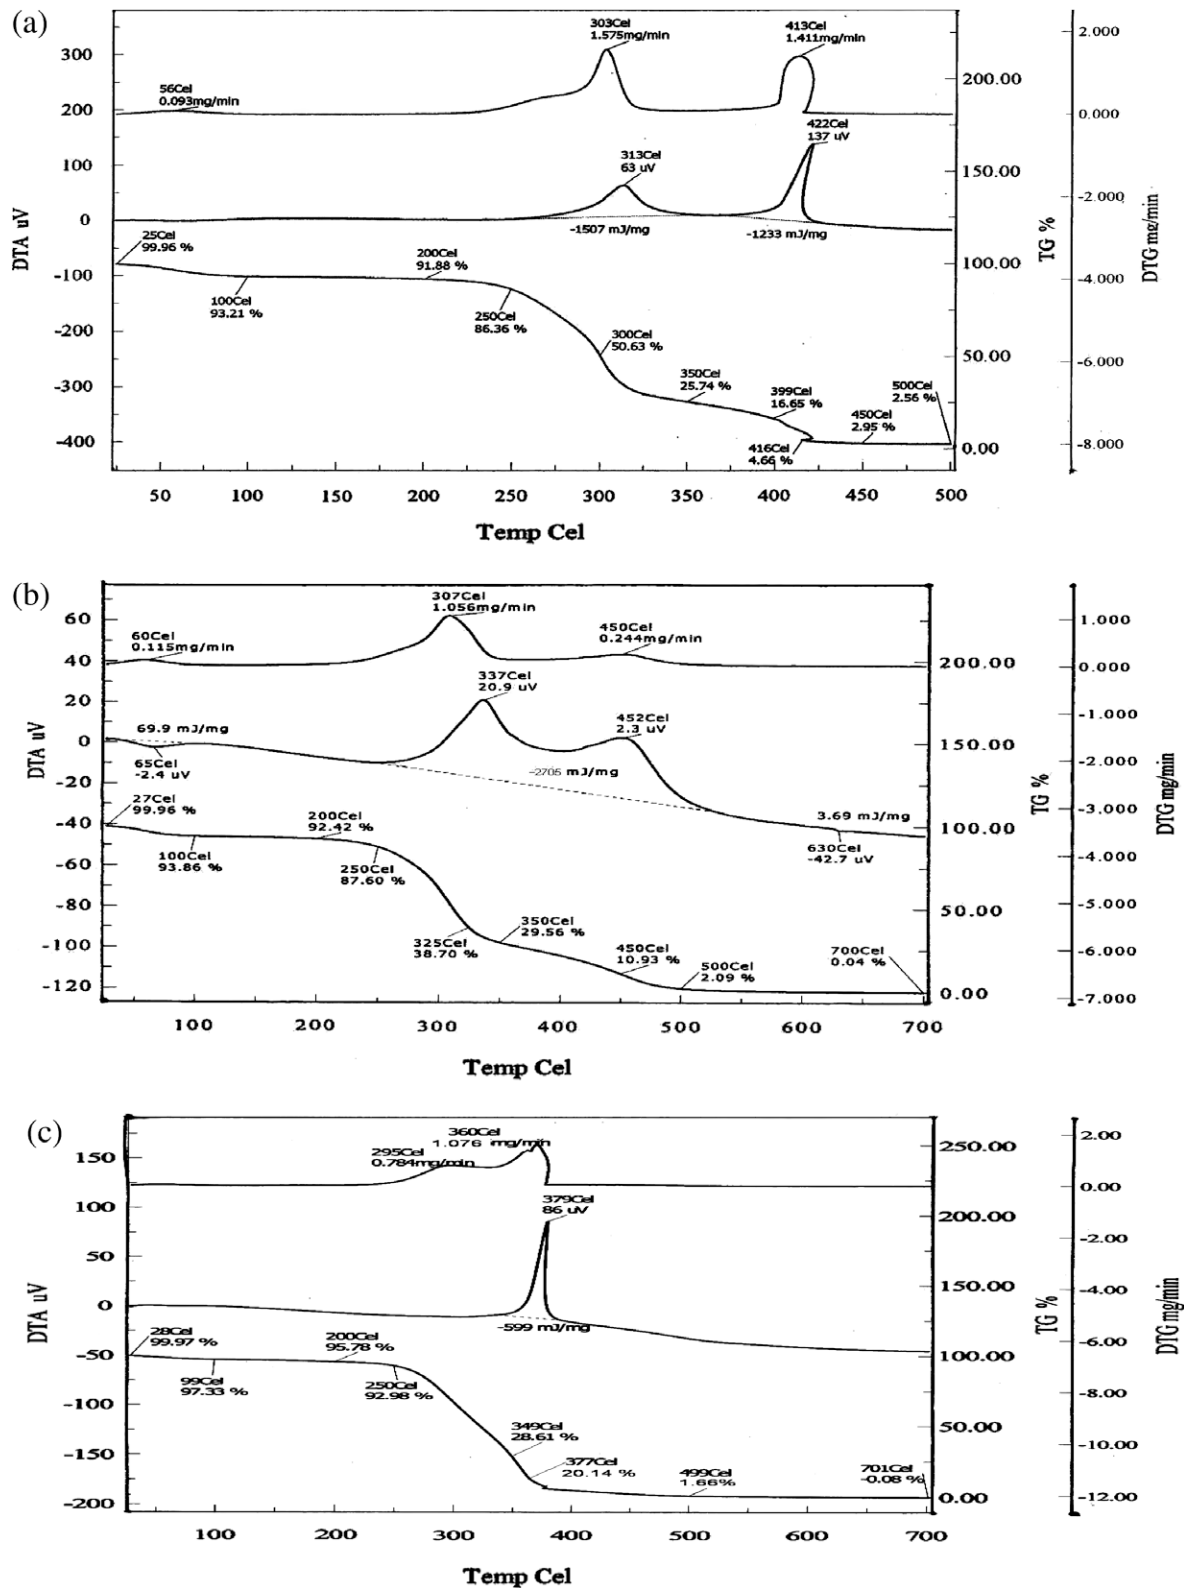 (a)
303Cel
1.575mg/min
413Cel
1.411mg/min
56Cel
0.093mg/min
422Cel
137 uV
313Cel
63 uV
-1507 mJ/mg
-1233 mJ/mg
25Cel
99.96 %
200Cel
91.88 %
100Cel
93.21 %
250Cel
86.36 %
300Cel
50.63 %
350Cel
25.74 %
399Cel
16.65 %
500Cel
2.56 %
450Cel
2.95 %
416Cel
4.66 %
300
200
100
0
-100
-200
-300
-400
DTA uV
200.00
150.00
100.00
50.00
0.00
TG %
2.000
0.000
-2.000
-4.000
-6.000
-8.000
DTG mg/min
50 100 150 200 250 300 350 400 450 500
Temp Cel
(b)
307Cel
1.056mg/min
60Cel
0.115mg/min
450Cel
0.244mg/min
337Cel
20.9 uV
69.9 mJ/mg
452Cel
2.3 uV
65Cel
-2.4 uV
-2705 mJ/mg
27Cel
99.96 %
200Cel
92.42 %
3.69 mJ/mg
100Cel
93.86 %
250Cel
87.60 %
630Cel
-42.7 uV
325Cel
38.70 %
350Cel
29.56 %
450Cel
10.93 %
500Cel
2.09 %
700Cel
0.04 %
60
40
20
0
-20
-40
-60
-80
-100
-120
DTA uV
200.00
150.00
100.00
50.00
0.00
TG %
1.000
0.000
-1.000
-2.000
-3.000
-4.000
-5.000
-6.000
-7.000
DTG mg/min
100 200 300 400 500 600 700
Temp Cel
(c)
360Cel
1.076 mg/min
295Cel
0.784mg/min
379Cel
86 uV
-599 mJ/mg
28Cel
99.97 %
200Cel
95.78 %
99Cel
97.33 %
250Cel
92.98 %
349Cel
28.61 %
377Cel
20.14 %
499Cel
1.66%
701Cel
-0.08 %
150
100
50
0
-50
-100
-150
-200
DTA uV
250.00
200.00
150.00
100.00
50.00
0.00
TG %
2.00
0.00
-2.00
-4.00
-6.00
-8.00
-10.00
-12.00
DTG mg/min
100 200 300 400 500 600 700
Temp Cel